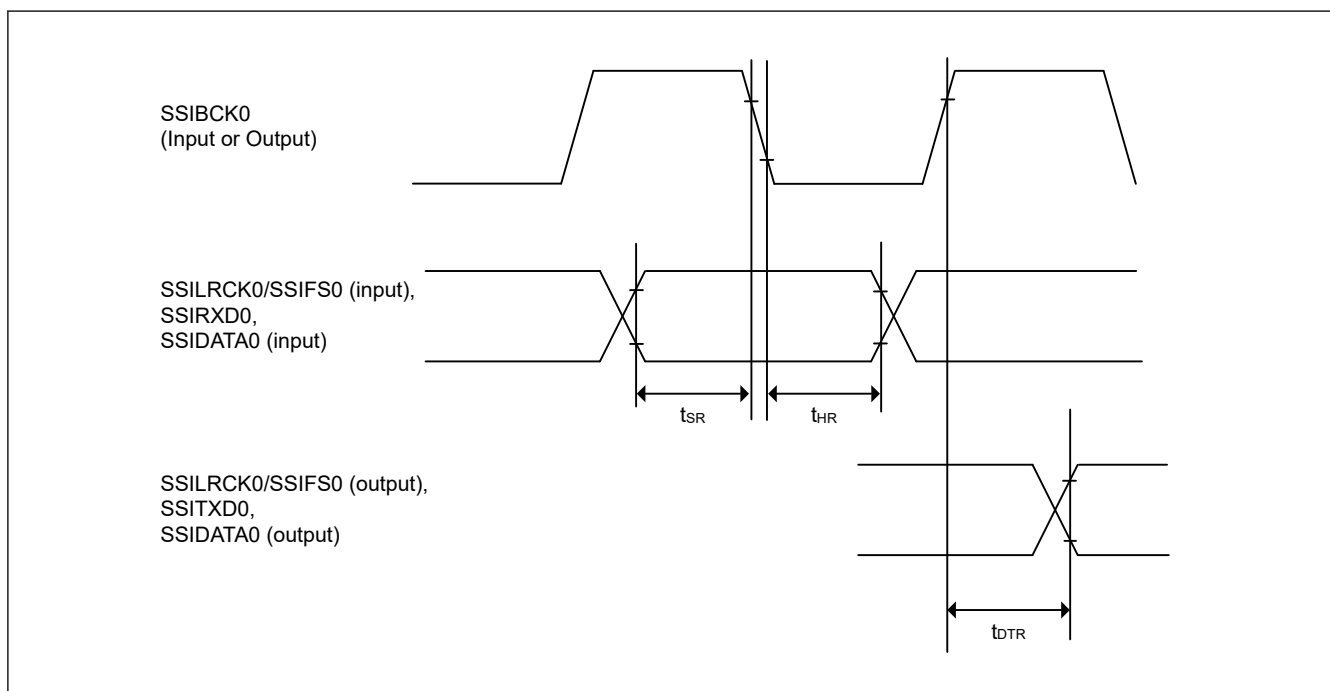 SSIBCK0
(Input or Output)
SSILRCK0/SSIFS0 (input),
SSIRXD0,
SSIDATA0 (input)
tSR
tHR
SSILRCK0/SSIFS0 (output),
SSITXD0,
SSIDATA0 (output)
tDTR